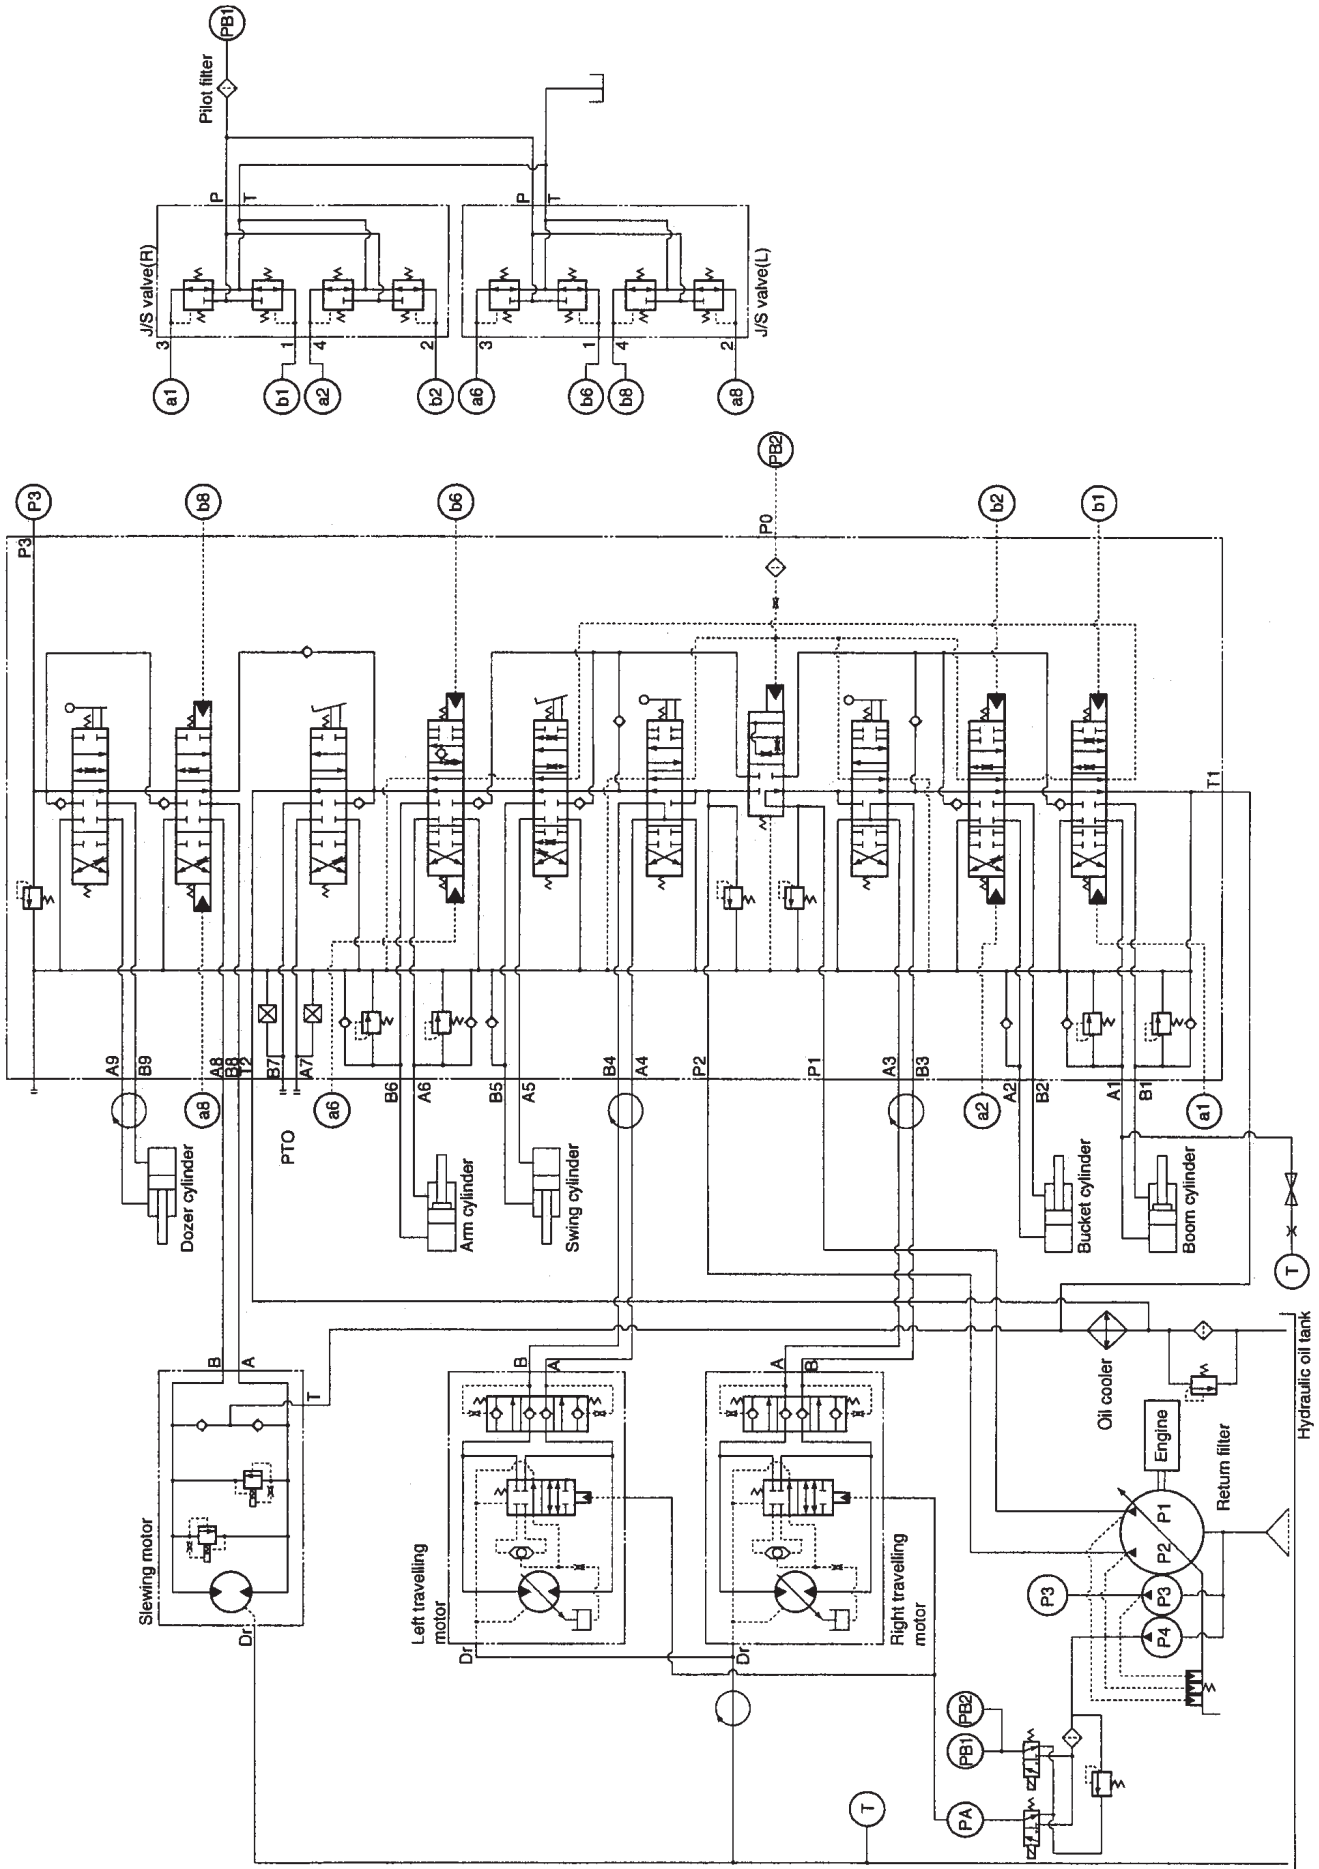 PB1
Pilot filter
P
T
P
T
J/S valve(R)
J/S valve(L)
3
1
4
2
3
1
4
2
a1
b1
a2
b2
a6
b6
b8
a8
P3
b8
b6
PB2
b2
b1
P3
P0
T1
A9
B9
A8
B8
T2
B7
A7
B6
A6
B5
A5
B4
A4
P2
P1
A3
B3
A2
B2
A1
B1
a8
a6
a2
a1
PTO
Dozer cylinder
Arm cylinder
Swing cylinder
Bucket cylinder
Boom cylinder
T
B
A
T
B
A
A
B
Slewing motor
Left travelling
motor
Right travelling
motor
Dr
Dr
Dr
Oil cooler
Hydraulic oil tank
Engine
Return filter
P1
P2
P3
P4
P3
PB2
PB1
PA
T